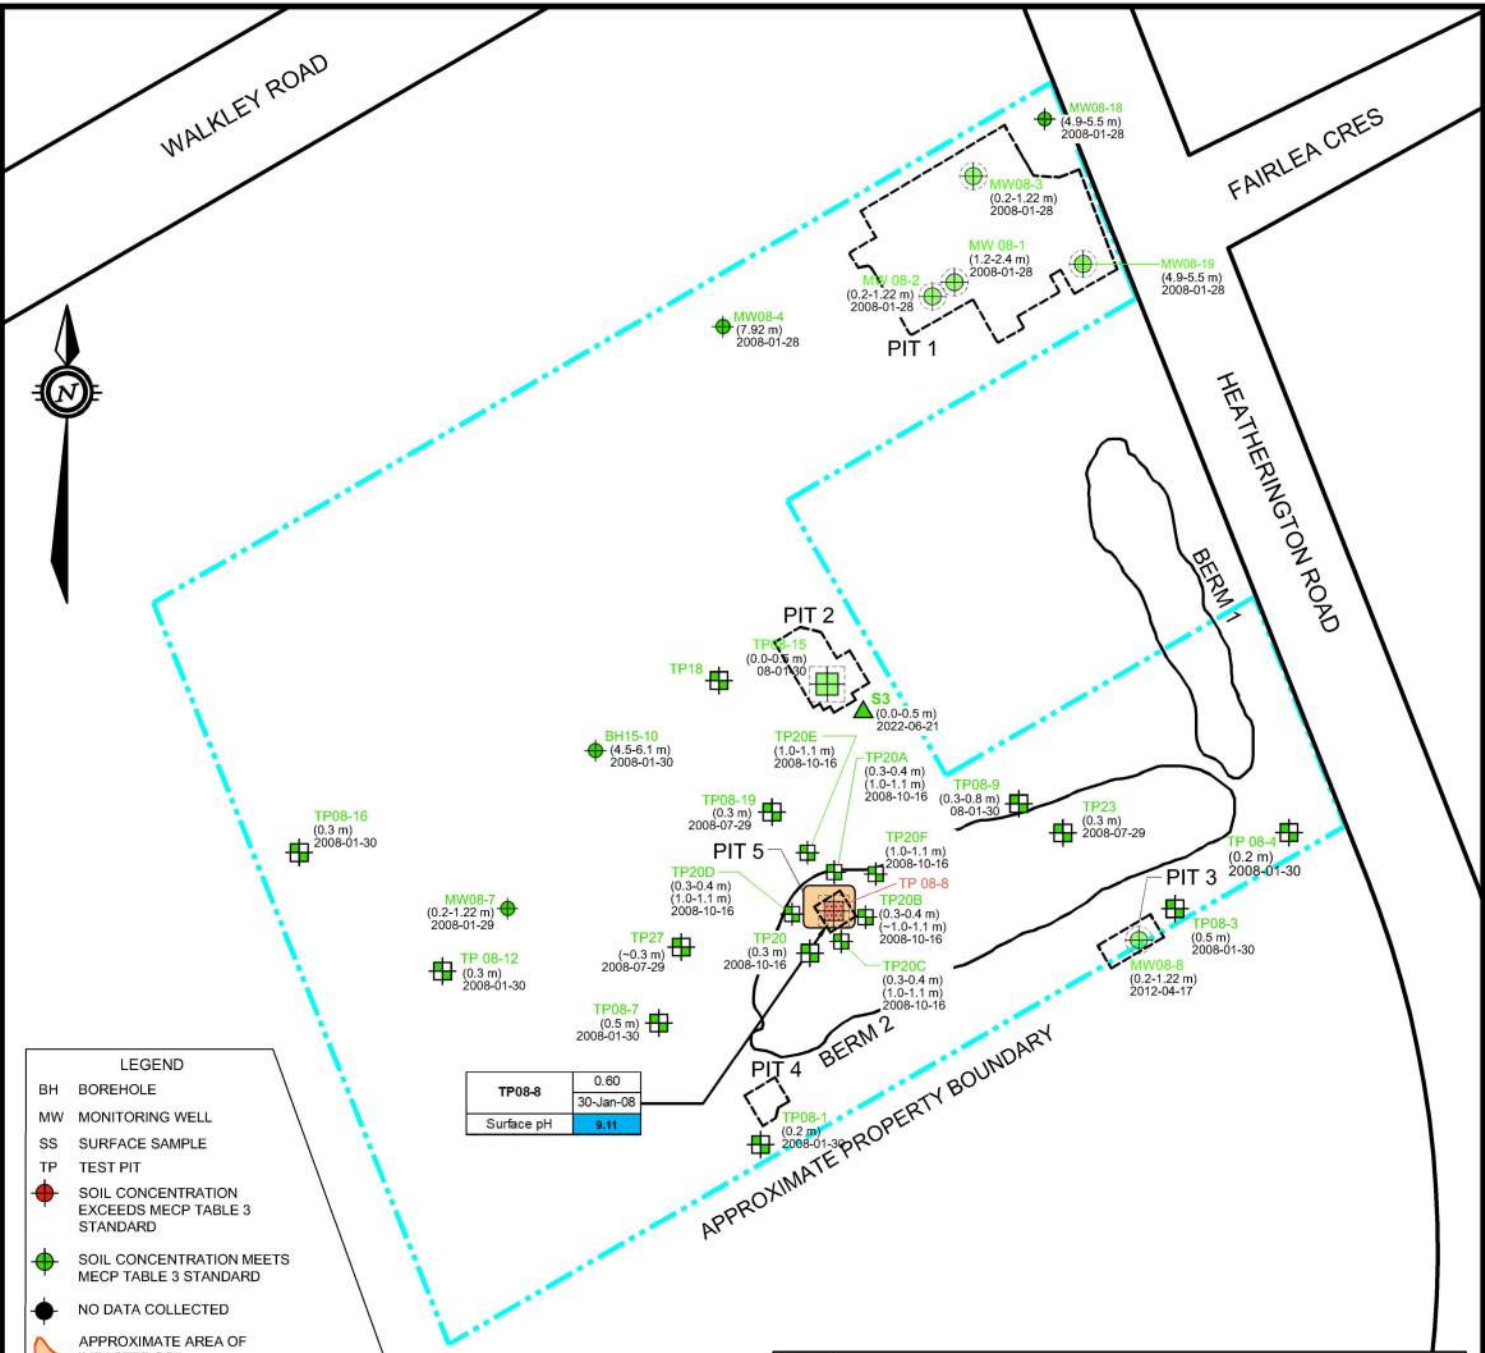 WALKLEY ROAD
FAIRLEA CRES
HEATHERINGTON ROAD
N
MW08-18
(4.9-5.5 m)
2008-01-28
MW08-3
(0.2-1.22 m)
2008-01-28
MW 08-1
(1.2-2.4 m)
2008-01-28
MW08-19
(4.9-5.5 m)
2008-01-28
MW 08-2
(0.2-1.22 m)
2008-01-28
PIT 1
MW08-4
(7.92 m)
2008-01-28
BERM 1
PIT 2
TP08-15
(0.0-0.5 m)
08-01-30
TP18
S3
(0.0-0.5 m)
2022-06-21
BH15-10
(4.5-6.1 m)
2008-01-30
TP20E
(1.0-1.1 m)
2008-10-16
TP20A
(0.3-0.4 m)
(1.0-1.1 m)
2008-10-16
TP08-9
(0.3-0.8 m)
08-01-30
TP23
(0.3 m)
2008-07-29
TP08-19
(0.3 m)
2008-07-29
TP08-16
(0.3 m)
2008-01-30
TP20F
(1.0-1.1 m)
2008-10-16
TP 08-4
(0.2 m)
2008-01-30
PIT 5
TP20D
(0.3-0.4 m)
(1.0-1.1 m)
2008-10-16
TP 08-8
PIT 3
TP20B
(0.3-0.4 m)
(~1.0-1.1 m)
2008-10-16
MW08-7
(0.2-1.22 m)
2008-01-29
TP08-3
(0.5 m)
2008-01-30
TP27
(~0.3 m)
2008-07-29
TP20
(0.3 m)
2008-10-16
TP 08-12
(0.3 m)
2008-01-30
TP20C
(0.3-0.4 m)
(1.0-1.1 m)
2008-10-16
MW08-8
(0.2-1.22 m)
2012-04-17
TP08-7
(0.5 m)
2008-01-30
BERM 2
PIT 4
TP08-1
(0.2 m)
2008-01-30
APPROXIMATE PROPERTY BOUNDARY
TP08-8 0.60
30-Jan-08
Surface pH 9.11
LEGEND
BH BOREHOLE
MW MONITORING WELL
SS SURFACE SAMPLE
TP TEST PIT
SOIL CONCENTRATION
EXCEEDS MECP TABLE 3
STANDARD
SOIL CONCENTRATION MEETS
MECP TABLE 3 STANDARD
NO DATA COLLECTED
APPROXIMATE AREA OF